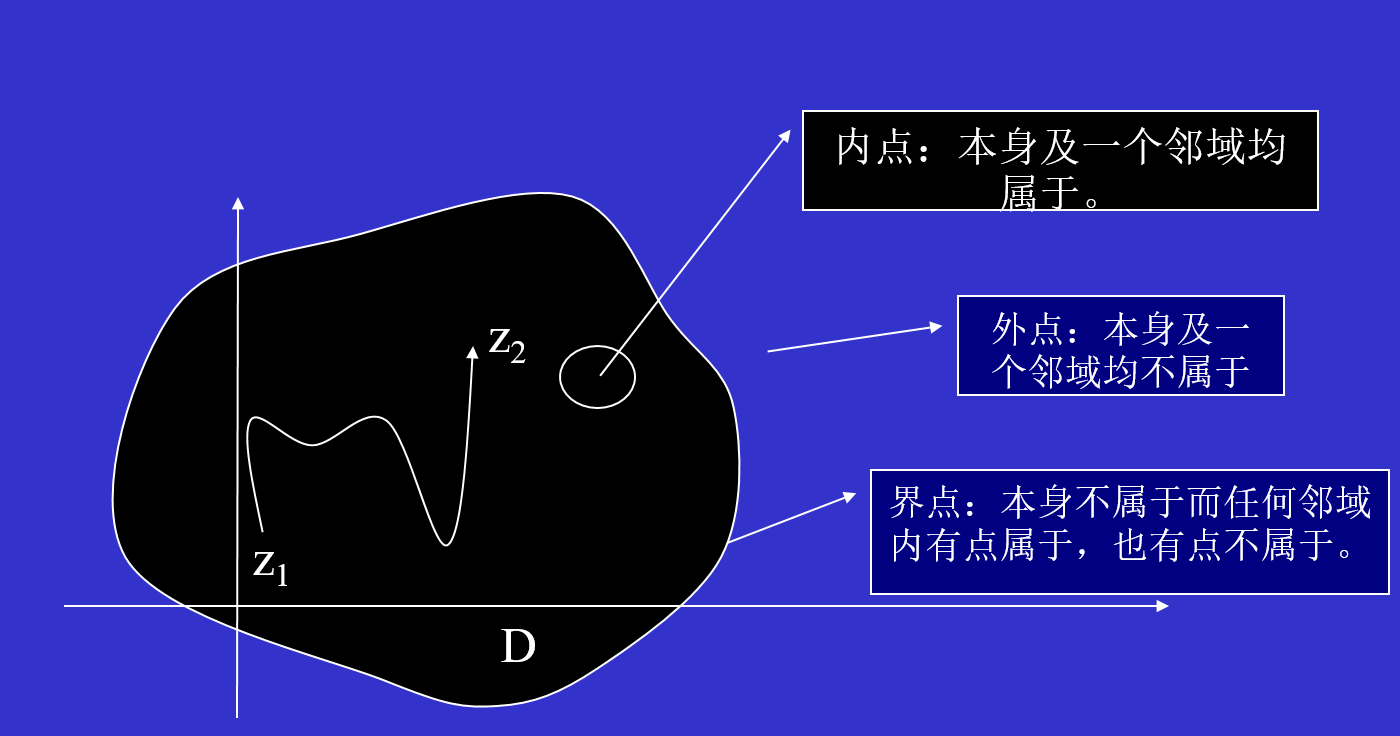 内点：本身及一个邻域均
属于。
外点：本身及一
个邻域均不属于
z₂
界点：本身不属于而任何邻域
内有点属于，也有点不属于。
z₁
D